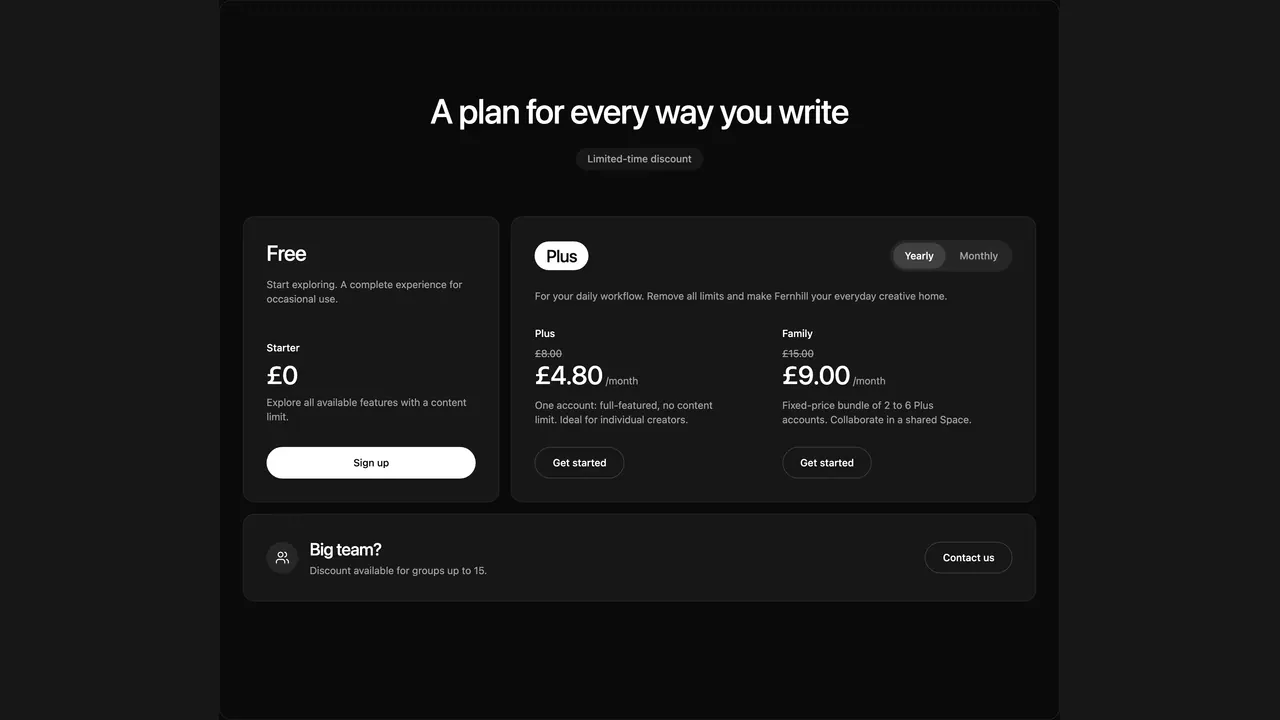 A plan for every way you write
Limited-time discount
Free
Start exploring. A complete experience for
occasional use.
Starter
£0
Explore all available features with a content
limit.
Sign up
Plus
Yearly
Monthly
For your daily workflow. Remove all limits and make Fernhill your everyday creative home.
Plus
£8.00
£4.80 /month
One account: full-featured, no content
limit. Ideal for individual creators.
Get started
Family
£15.00
£9.00 /month
Fixed-price bundle of 2 to 6 Plus
accounts. Collaborate in a shared Space.
Get started
Big team?
Discount available for groups up to 15.
Contact us